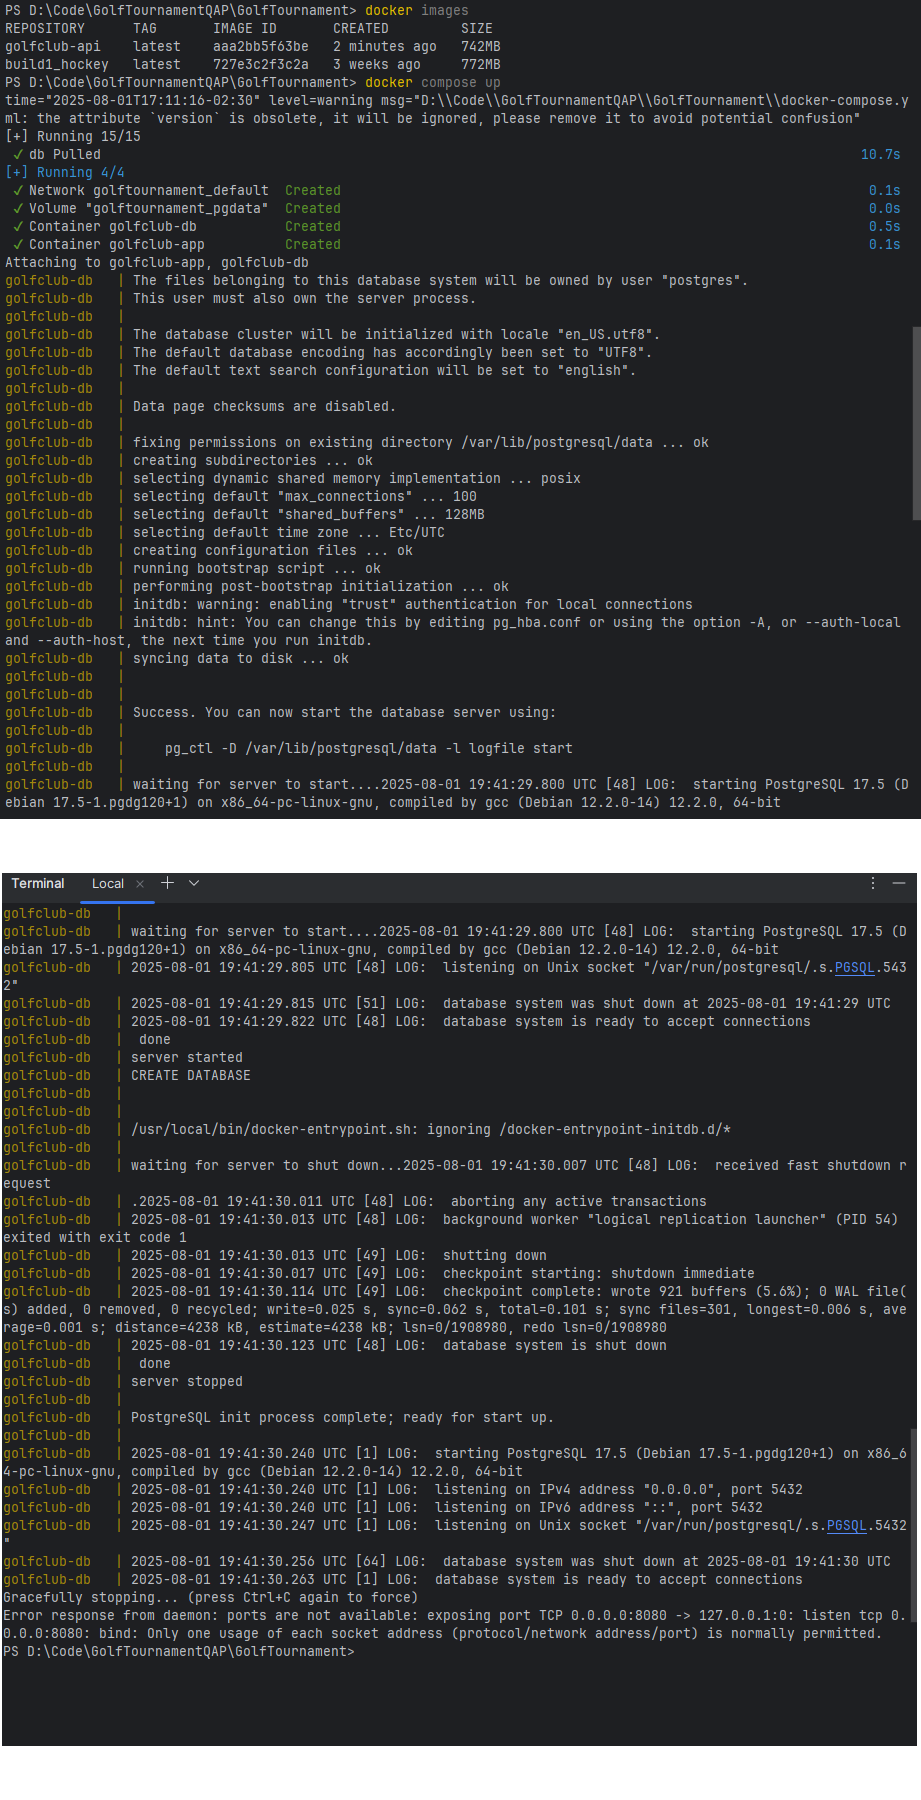 PS D:\Code\GolfTournamentQAP\GolfTournament> docker images
REPOSITORY      TAG       IMAGE ID       CREATED         SIZE
golfclub-api    latest    aaa2bb5f63be   2 minutes ago   742MB
build1_hockey   latest    727e3c2f3c2a   3 weeks ago     772MB
PS D:\Code\GolfTournamentQAP\GolfTournament> docker compose up
time="2025-08-01T17:11:16-02:30" level=warning msg="D:\\Code\\GolfTournamentQAP\\GolfTournament\\docker-compose.y
ml: the attribute `version` is obsolete, it will be ignored, please remove it to avoid potential confusion"
[+] Running 15/15
✓ db Pulled 10.7s
[+] Running 4/4
✓ Network golftournament_default  Created 0.1s
✓ Volume "golftournament_pgdata"  Created 0.0s
✓ Container golfclub-db           Created 0.5s
✓ Container golfclub-app          Created 0.1s
Attaching to golfclub-app, golfclub-db
golfclub-db   | The files belonging to this database system will be owned by user "postgres".
golfclub-db   | This user must also own the server process.
golfclub-db   |
golfclub-db   | The database cluster will be initialized with locale "en_US.utf8".
golfclub-db   | The default database encoding has accordingly been set to "UTF8".
golfclub-db   | The default text search configuration will be set to "english".
golfclub-db   |
golfclub-db   | Data page checksums are disabled.
golfclub-db   |
golfclub-db   | fixing permissions on existing directory /var/lib/postgresql/data ... ok
golfclub-db   | creating subdirectories ... ok
golfclub-db   | selecting dynamic shared memory implementation ... posix
golfclub-db   | selecting default "max_connections" ... 100
golfclub-db   | selecting default "shared_buffers" ... 128MB
golfclub-db   | selecting default time zone ... Etc/UTC
golfclub-db   | creating configuration files ... ok
golfclub-db   | running bootstrap script ... ok
golfclub-db   | performing post-bootstrap initialization ... ok
golfclub-db   | initdb: warning: enabling "trust" authentication for local connections
golfclub-db   | initdb: hint: You can change this by editing pg_hba.conf or using the option -A, or --auth-local
and --auth-host, the next time you run initdb.
golfclub-db   | syncing data to disk ... ok
golfclub-db   |
golfclub-db   |
golfclub-db   | Success. You can now start the database server using:
golfclub-db   |
golfclub-db   |     pg_ctl -D /var/lib/postgresql/data -l logfile start
golfclub-db   |
golfclub-db   | waiting for server to start....2025-08-01 19:41:29.800 UTC [48] LOG:  starting PostgreSQL 17.5 (D
ebian 17.5-1.pgdg120+1) on x86_64-pc-linux-gnu, compiled by gcc (Debian 12.2.0-14) 12.2.0, 64-bit
Terminal Local × + 
golfclub-db   |
golfclub-db   | waiting for server to start....2025-08-01 19:41:29.800 UTC [48] LOG:  starting PostgreSQL 17.5 (D
ebian 17.5-1.pgdg120+1) on x86_64-pc-linux-gnu, compiled by gcc (Debian 12.2.0-14) 12.2.0, 64-bit
golfclub-db   | 2025-08-01 19:41:29.805 UTC [48] LOG:  listening on Unix socket "/var/run/postgresql/.s.PGSQL.543
2"
golfclub-db   | 2025-08-01 19:41:29.815 UTC [51] LOG:  database system was shut down at 2025-08-01 19:41:29 UTC
golfclub-db   | 2025-08-01 19:41:29.822 UTC [48] LOG:  database system is ready to accept connections
golfclub-db   |  done
golfclub-db   | server started
golfclub-db   | CREATE DATABASE
golfclub-db   |
golfclub-db   |
golfclub-db   | /usr/local/bin/docker-entrypoint.sh: ignoring /docker-entrypoint-initdb.d/*
golfclub-db   |
golfclub-db   | waiting for server to shut down...2025-08-01 19:41:30.007 UTC [48] LOG:  received fast shutdown r
equest
golfclub-db   | .2025-08-01 19:41:30.011 UTC [48] LOG:  aborting any active transactions
golfclub-db   | 2025-08-01 19:41:30.013 UTC [48] LOG:  background worker "logical replication launcher" (PID 54)
exited with exit code 1
golfclub-db   | 2025-08-01 19:41:30.013 UTC [49] LOG:  shutting down
golfclub-db   | 2025-08-01 19:41:30.017 UTC [49] LOG:  checkpoint starting: shutdown immediate
golfclub-db   | 2025-08-01 19:41:30.114 UTC [49] LOG:  checkpoint complete: wrote 921 buffers (5.6%); 0 WAL file(
s) added, 0 removed, 0 recycled; write=0.025 s, sync=0.062 s, total=0.101 s; sync files=301, longest=0.006 s, ave
rage=0.001 s; distance=4238 kB, estimate=4238 kB; lsn=0/1908980, redo lsn=0/1908980
golfclub-db   | 2025-08-01 19:41:30.123 UTC [48] LOG:  database system is shut down
golfclub-db   |  done
golfclub-db   | server stopped
golfclub-db   |
golfclub-db   | PostgreSQL init process complete; ready for start up.
golfclub-db   |
golfclub-db   | 2025-08-01 19:41:30.240 UTC [1] LOG:  starting PostgreSQL 17.5 (Debian 17.5-1.pgdg120+1) on x86_6
4-pc-linux-gnu, compiled by gcc (Debian 12.2.0-14) 12.2.0, 64-bit
golfclub-db   | 2025-08-01 19:41:30.240 UTC [1] LOG:  listening on IPv4 address "0.0.0.0", port 5432
golfclub-db   | 2025-08-01 19:41:30.240 UTC [1] LOG:  listening on IPv6 address "::", port 5432
golfclub-db   | 2025-08-01 19:41:30.247 UTC [1] LOG:  listening on Unix socket "/var/run/postgresql/.s.PGSQL.5432
"
golfclub-db   | 2025-08-01 19:41:30.256 UTC [64] LOG:  database system was shut down at 2025-08-01 19:41:30 UTC
golfclub-db   | 2025-08-01 19:41:30.263 UTC [1] LOG:  database system is ready to accept connections
Gracefully stopping... (press Ctrl+C again to force)
Error response from daemon: ports are not available: exposing port TCP 0.0.0.0:8080 -> 127.0.0.1:0: listen tcp 0.
0.0.0:8080: bind: Only one usage of each socket address (protocol/network address/port) is normally permitted.
PS D:\Code\GolfTournamentQAP\GolfTournament>